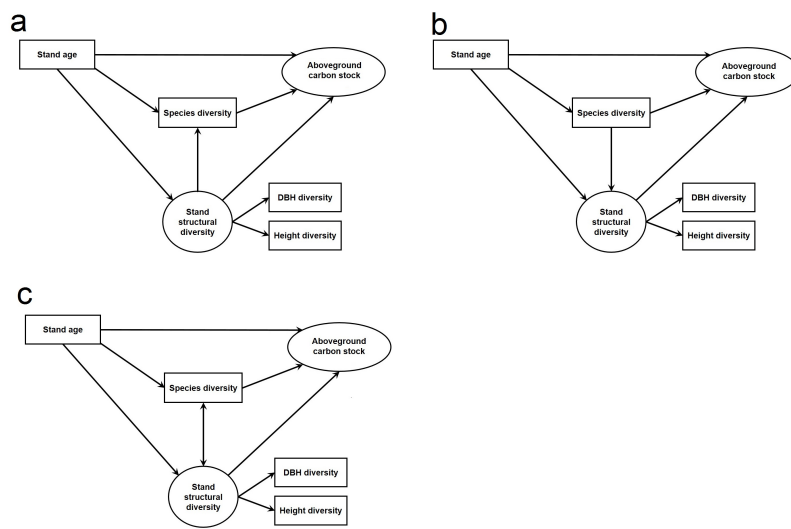 a
Stand age
Aboveground
carbon stock
Species diversity
DBH diversity
Stand
structural
diversity
Height diversity
b
Stand age
Aboveground
carbon stock
Species diversity
DBH diversity
Stand
structural
diversity
Height diversity
c
Stand age
Aboveground
carbon stock
Species diversity
DBH diversity
Stand
structural
diversity
Height diversity